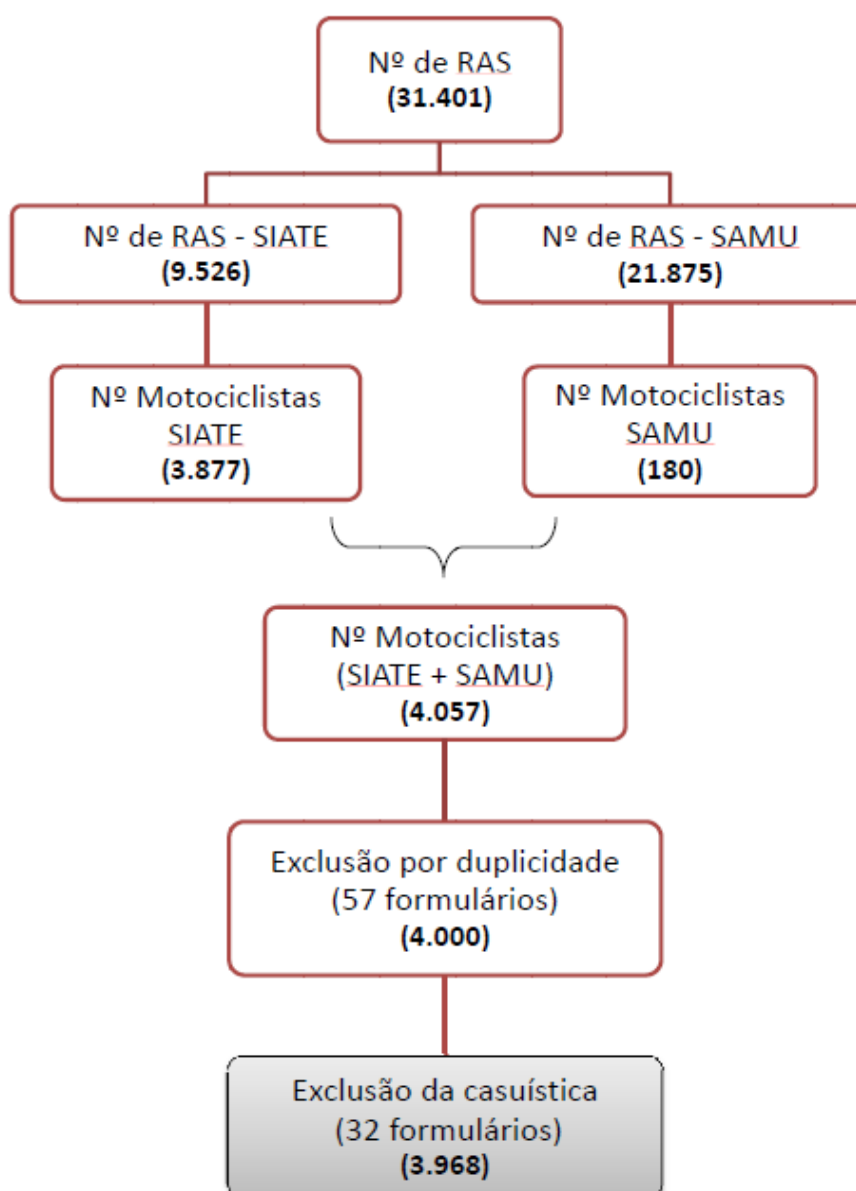 Nº de RAS
(31.401)
Nº de RAS - SIATE
(9.526)
Nº de RAS - SAMU
(21.875)
Nº Motociclistas
SIATE
(3.877)
Nº Motociclistas
SAMU
(180)
Nº Motociclistas
(SIATE + SAMU)
(4.057)
Exclusão por duplicidade
(57 formulários)
(4.000)
Exclusão da casuística
(32 formulários)
(3.968)